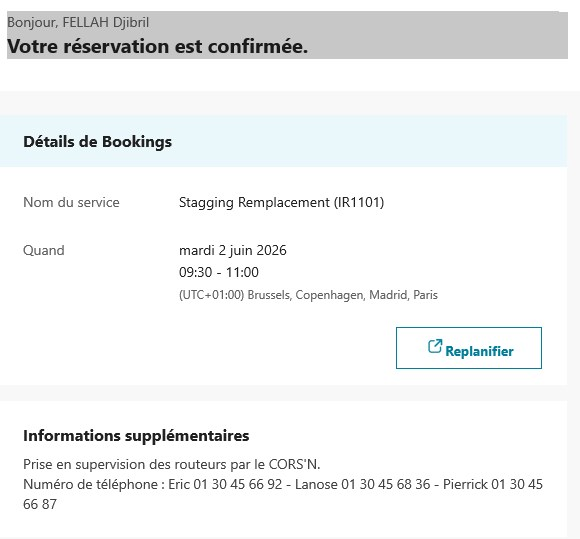 Bonjour, FELLAH Djibril
Votre réservation est confirmée.
Détails de Bookings
Nom du service
Stagging Remplacement (IR1101)
Quand
mardi 2 juin 2026
09:30 - 11:00
(UTC+01:00) Brussels, Copenhagen, Madrid, Paris
Replanifier
Informations supplémentaires
Prise en supervision des routeurs par le CORS'N.
Numéro de téléphone : Eric 01 30 45 66 92 - Lanose 01 30 45 68 36 - Pierrick 01 30 45
66 87